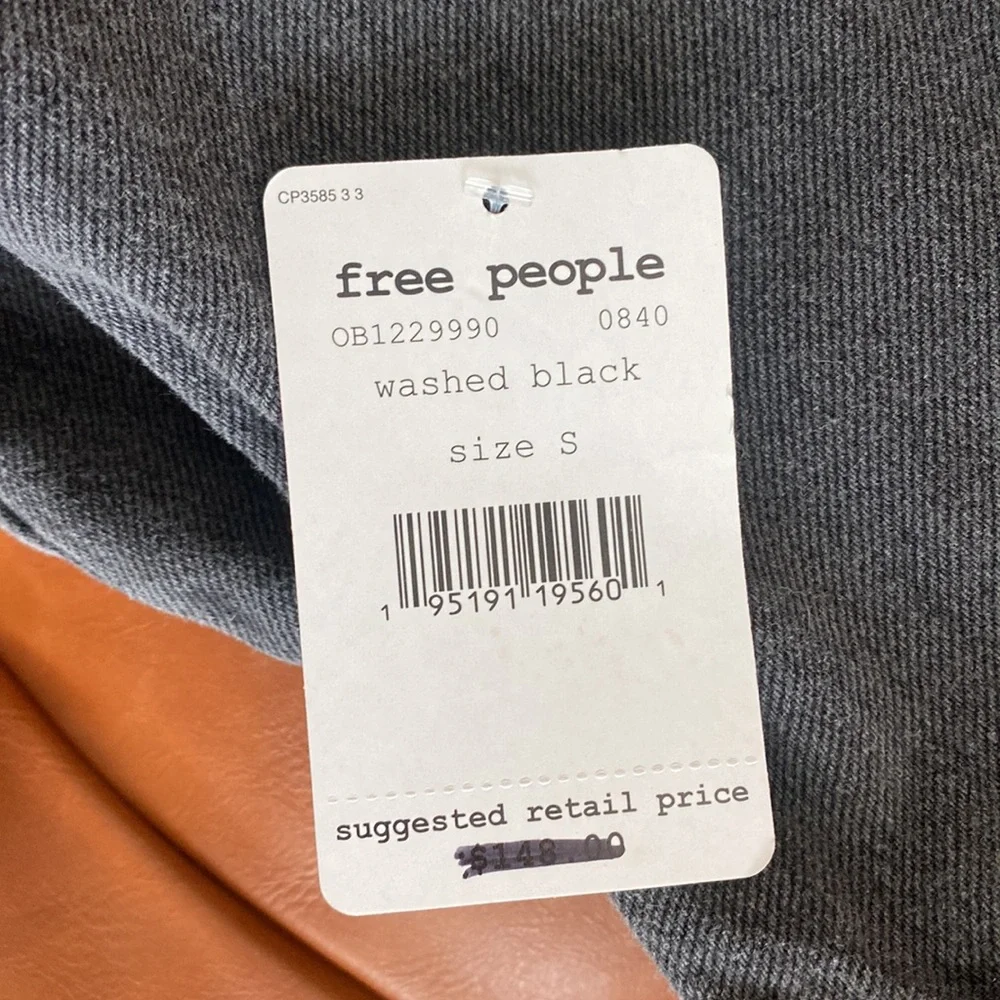 CP3585 3 3
free people
OB1229990 0840
washed black
size S
1 95191 19560 1
suggested retail price
$148.00